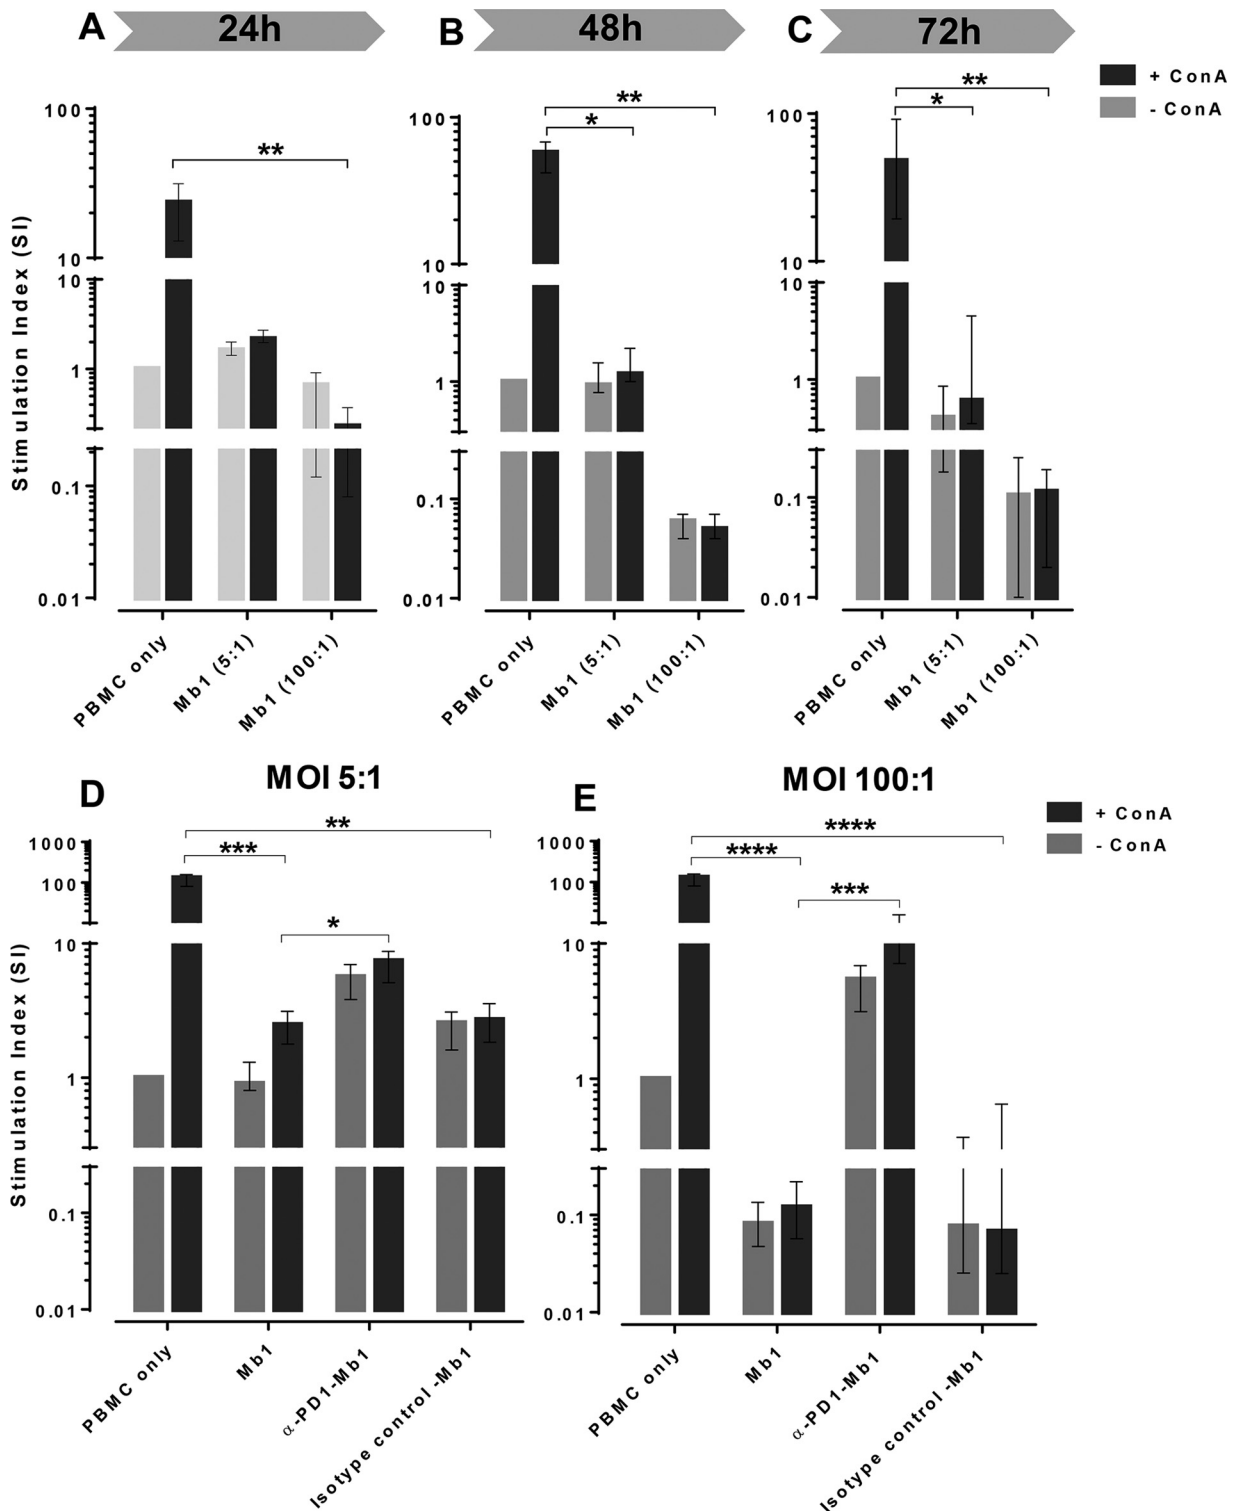 A 24h
B 48h
C 72h
+ ConA
- ConA
Stimulation Index (SI)
100
10
10
1
0.1
0.01
**
PBMC only
Mb1 (5:1)
Mb1 (100:1)
100
10
10
1
0.1
0.01
**
*
PBMC only
Mb1 (5:1)
Mb1 (100:1)
100
10
10
1
0.1
0.01
**
*
PBMC only
Mb1 (5:1)
Mb1 (100:1)
D MOI 5:1
E MOI 100:1
+ ConA
- ConA
Stimulation Index (SI)
1000
100
10
1
0.1
0.01
**
***
*
PBMC only
Mb1
α-PD1-Mb1
Isotype control -Mb1
1000
100
10
1
0.1
0.01
****
****
***
PBMC only
Mb1
α-PD1-Mb1
Isotype control -Mb1